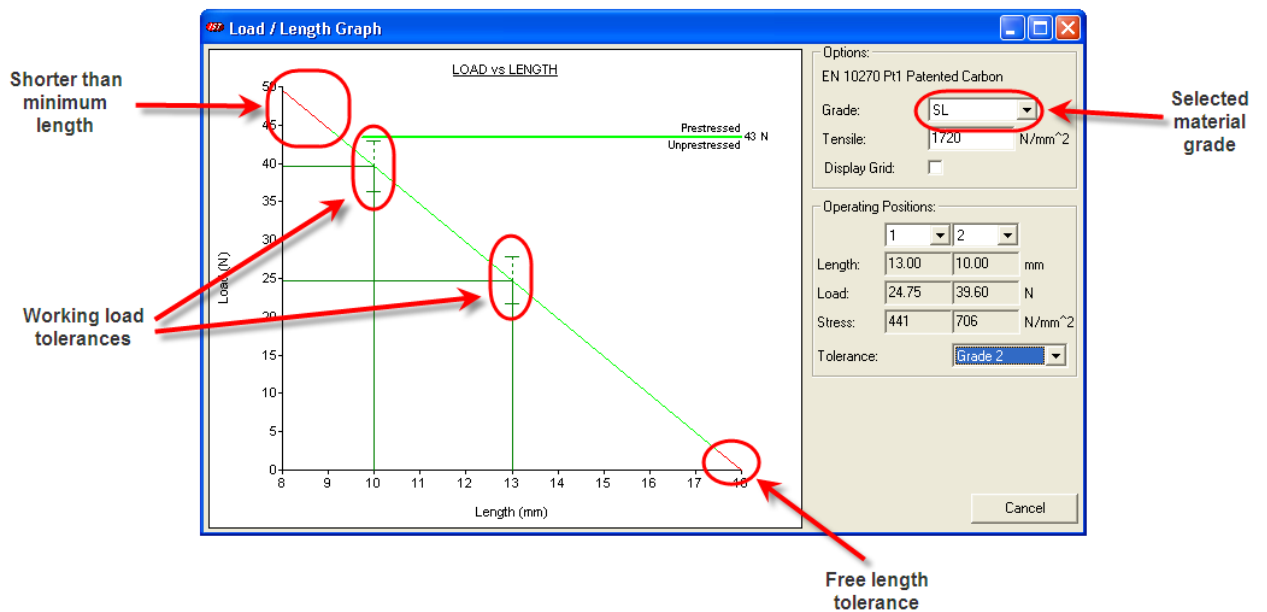 IST Load / Length Graph
Shorter than
minimum
length
Working load
tolerances
LOAD vs LENGTH
50
45
40
35
30
25
20
15
10
5
0
Load (N)
Prestressed
43 N
Unprestressed
8 9 10 11 12 13 14 15 16 17 18
Length (mm)
Options:
EN 10270 Pt1 Patented Carbon
Grade: SL
Tensile: 1720 N/mm^2
Display Grid:
Operating Positions:
1 2
Length: 13.00 10.00 mm
Load: 24.75 39.60 N
Stress: 441 706 N/mm^2
Tolerance: Grade 2
Cancel
Selected
material
grade
Free length
tolerance